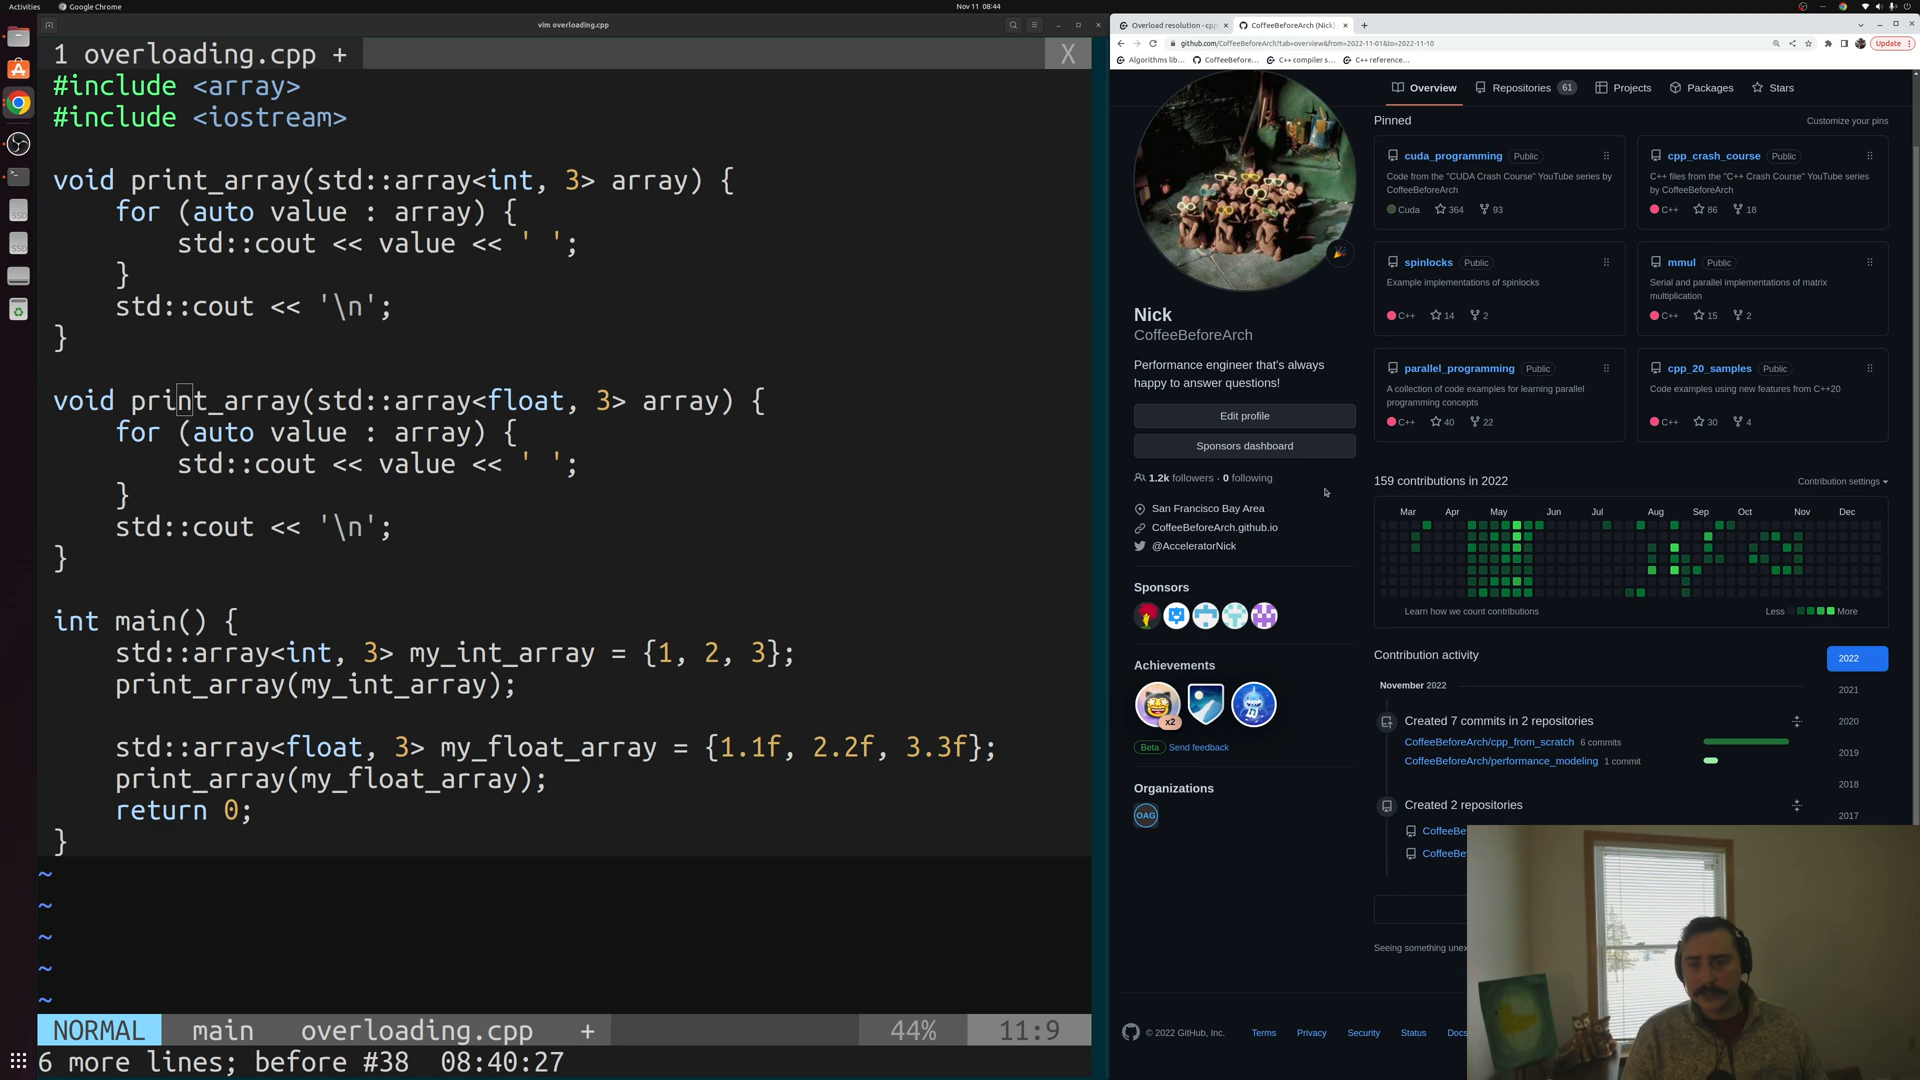 Activities
Google Chrome
Nov 11 08:44
vim overloading.cpp
1 overloading.cpp +
X
#include <array>
#include <iostream>
void print_array(std::array<int, 3> array) {
for (auto value : array) {
std::cout << value << ' ';
}
std::cout << '\n';
}
void print_array(std::array<float, 3> array) {
for (auto value : array) {
std::cout << value << ' ';
}
std::cout << '\n';
}
int main() {
std::array<int, 3> my_int_array = {1, 2, 3};
print_array(my_int_array);
std::array<float, 3> my_float_array = {1.1f, 2.2f, 3.3f};
print_array(my_float_array);
return 0;
}
~
~
~
~
~
NORMAL main overloading.cpp + 44% 11:9
6 more lines; before #38 08:40:27
Overload resolution - cpp
CoffeeBeforeArch (Nick)
github.com/CoffeeBeforeArch?tab=overview&from=2022-11-01&to=2022-11-10
Update
Algorithms lib...
CoffeeBefore...
C++ compiler s...
C++ reference...
Overview
Repositories 61
Projects
Packages
Stars
Nick
CoffeeBeforeArch
Performance engineer that's always
happy to answer questions!
Edit profile
Sponsors dashboard
1.2k followers · 0 following
San Francisco Bay Area
CoffeeBeforeArch.github.io
@AcceleratorNick
Sponsors
Achievements
x2
Beta Send feedback
Organizations
OAG
Pinned
Customize your pins
cuda_programming Public
Code from the "CUDA Crash Course" YouTube series by
CoffeeBeforeArch
Cuda 364 93
cpp_crash_course Public
C++ files from the "C++ Crash Course" YouTube series
by CoffeeBeforeArch
C++ 86 18
spinlocks Public
Example implementations of spinlocks
C++ 14 2
mmul Public
Serial and parallel implementations of matrix
multiplication
C++ 15 2
parallel_programming Public
A collection of code examples for learning parallel
programming concepts
C++ 40 22
cpp_20_samples Public
Code examples using new features from C++20
C++ 30 4
159 contributions in 2022
Contribution settings
Mar Apr May Jun Jul Aug Sep Oct Nov Dec
Learn how we count contributions
Less More
Contribution activity
2022
2021
2020
2019
2018
2017
November 2022
Created 7 commits in 2 repositories
CoffeeBeforeArch/cpp_from_scratch 6 commits
CoffeeBeforeArch/performance_modeling 1 commit
Created 2 repositories
CoffeeBe
CoffeeBe
Seeing something unex
© 2022 GitHub, Inc.
Terms
Privacy
Security
Status
Docs